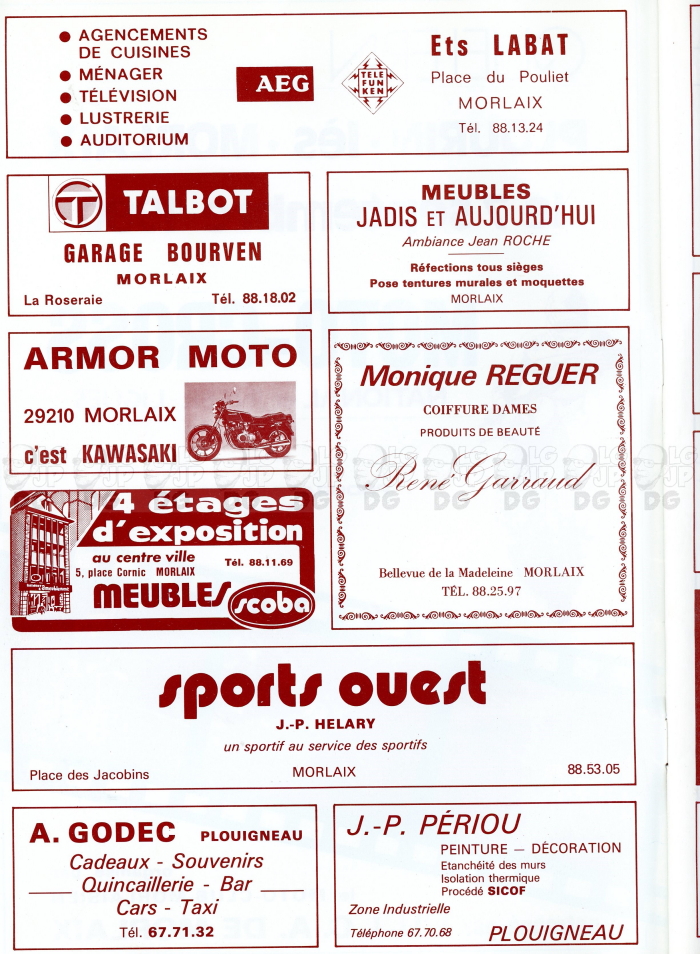 ● AGENCEMENTS
DE CUISINES
● MÉNAGER
● TÉLÉVISION
● LUSTRERIE
● AUDITORIUM
AEG
TELE
FUN
KEN
Ets LABAT
Place du Pouliet
MORLAIX
Tél. 88.13.24
TALBOT
GARAGE BOURVEN
MORLAIX
La Roseraie Tél. 88.18.02
MEUBLES
JADIS ET AUJOURD'HUI
Ambiance Jean ROCHE
Réfections tous sièges
Pose tentures murales et moquettes
MORLAIX
ARMOR MOTO
29210 MORLAIX
c'est KAWASAKI
Monique REGUER
COIFFURE DAMES
PRODUITS DE BEAUTÉ
René Garraud
Bellevue de la Madeleine MORLAIX
TÉL. 88.25.97
4 étages
d'exposition
au centre ville Tél. 88.11.69
5, place Cornic MORLAIX
MEUBLES scoba
sports ouest
J.-P. HELARY
un sportif au service des sportifs
Place des Jacobins MORLAIX 88.53.05
A. GODEC PLOUIGNEAU
Cadeaux - Souvenirs
Quincaillerie - Bar
Cars - Taxi
Tél. 67.71.32
J.-P. PÉRIOU
PEINTURE — DÉCORATION
Etanchéité des murs
Isolation thermique
Procédé SICOF
Zone Industrielle
Téléphone 67.70.68 PLOUIGNEAU
LG
JP
DG